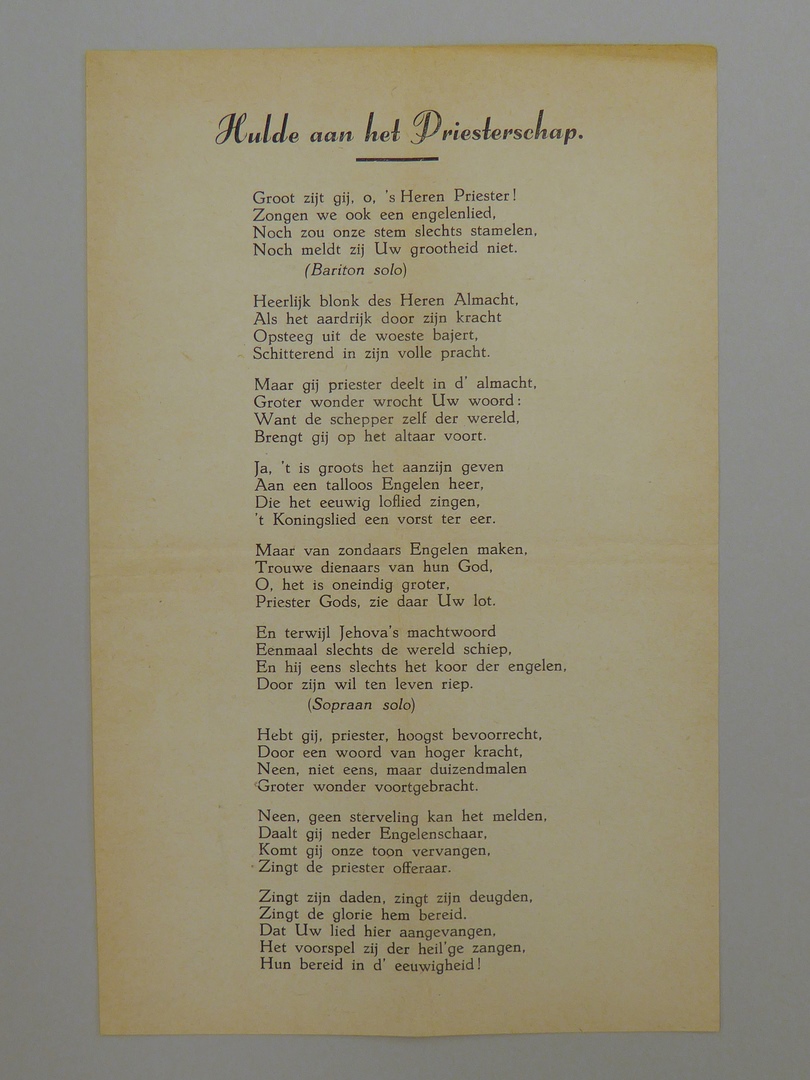 Hulde aan het Priesterschap.
Groot zijt gij, o, 's Heren Priester!
Zongen we ook een engelenlied,
Noch zou onze stem slechts stamelen,
Noch meldt zij Uw grootheid niet.
(Bariton solo)
Heerlijk blonk des Heren Almacht,
Als het aardrijk door zijn kracht
Opsteeg uit de woeste bajert,
Schitterend in zijn volle pracht.
Maar gij priester deelt in d' almacht,
Groter wonder wrocht Uw woord:
Want de schepper zelf der wereld,
Brengt gij op het altaar voort.
Ja, 't is groots het aanzijn geven
Aan een talloos Engelen heer,
Die het eeuwig loflied zingen,
't Koningslied een vorst ter eer.
Maar van zondaars Engelen maken,
Trouwe dienaars van hun God,
O, het is oneindig groter,
Priester Gods, zie daar Uw lot.
En terwijl Jehova's machtwoord
Eenmaal slechts de wereld schiep,
En hij eens slechts het koor der engelen,
Door zijn wil ten leven riep.
(Sopraan solo)
Hebt gij, priester, hoogst bevoorrecht,
Door een woord van hoger kracht,
Neen, niet eens, maar duizendmalen
Groter wonder voortgebracht.
Neen, geen sterveling kan het melden,
Daalt gij neder Engelenschaar,
Komt gij onze toon vervangen,
Zingt de priester offeraar.
Zingt zijn daden, zingt zijn deugden,
Zingt de glorie hem bereid.
Dat Uw lied hier aangevangen,
Het voorspel zij der heil'ge zangen,
Hun bereid in d' eeuwigheid!